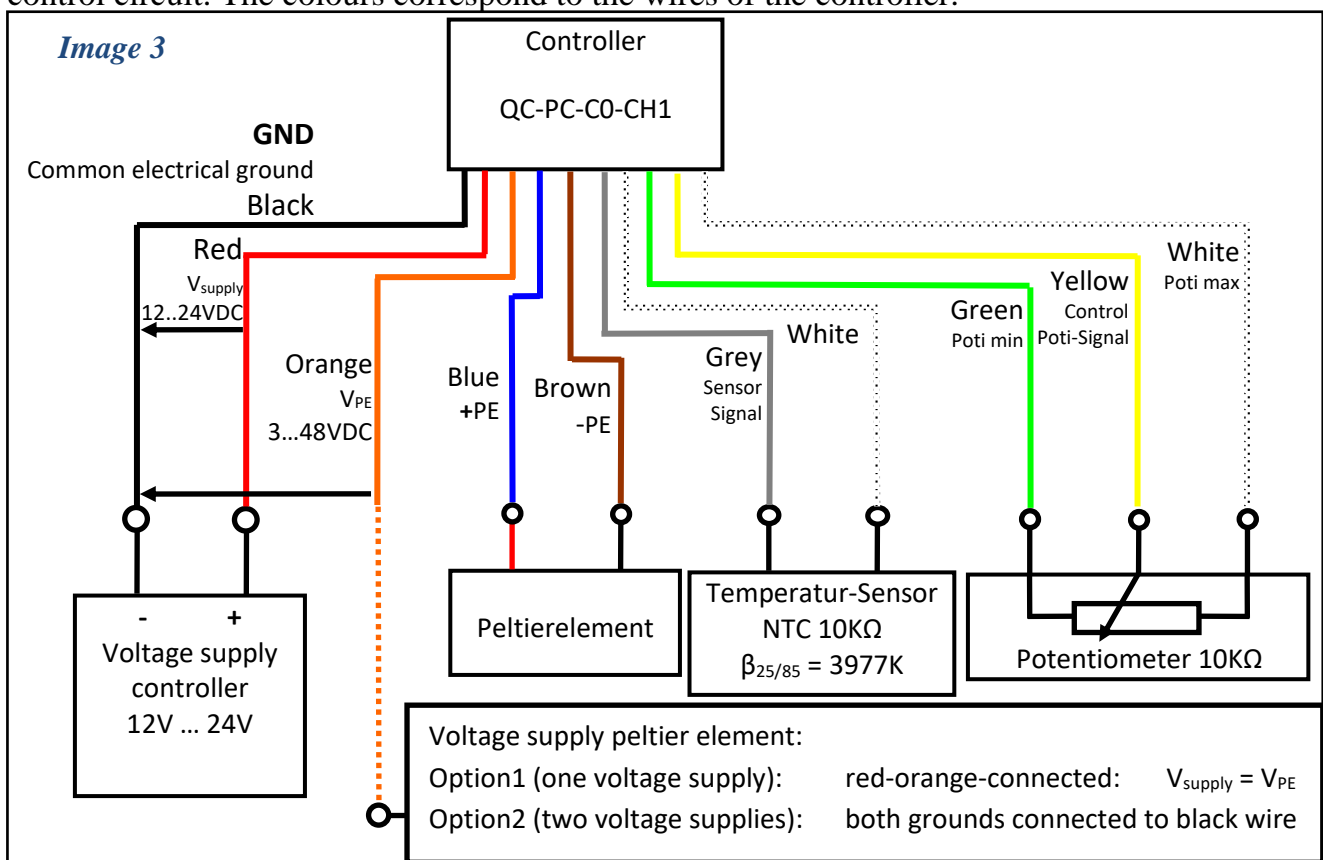 control circuit. The colours correspond to the wires of the controller.
Image 3
Controller
QC-PC-C0-CH1
GND
Common electrical ground
Black
Red
Vsupply
12..24VDC
Orange
VPE
3...48VDC
Blue
+PE
Brown
-PE
Grey
Sensor
Signal
White
Green
Poti min
Yellow
Control
Poti-Signal
White
Poti max
- +
Voltage supply
controller
12V ... 24V
Peltierelement
Temperatur-Sensor
NTC 10KΩ
β25/85 = 3977K
Potentiometer 10KΩ
Voltage supply peltier element:
Option1 (one voltage supply): red-orange-connected: Vsupply = VPE
Option2 (two voltage supplies): both grounds connected to black wire